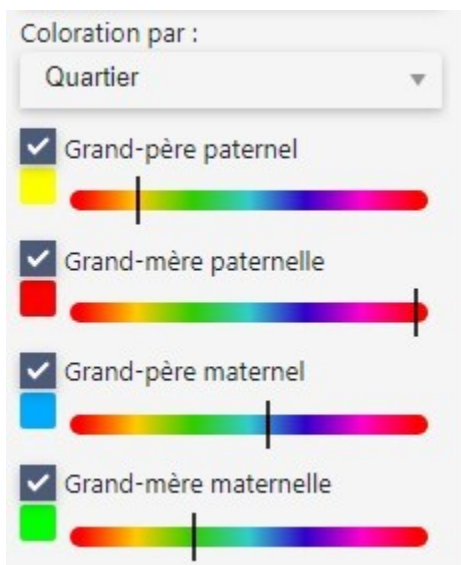 Coloration par :
Quartier
Grand-père paternel
Grand-mère paternelle
Grand-père maternel
Grand-mère maternelle